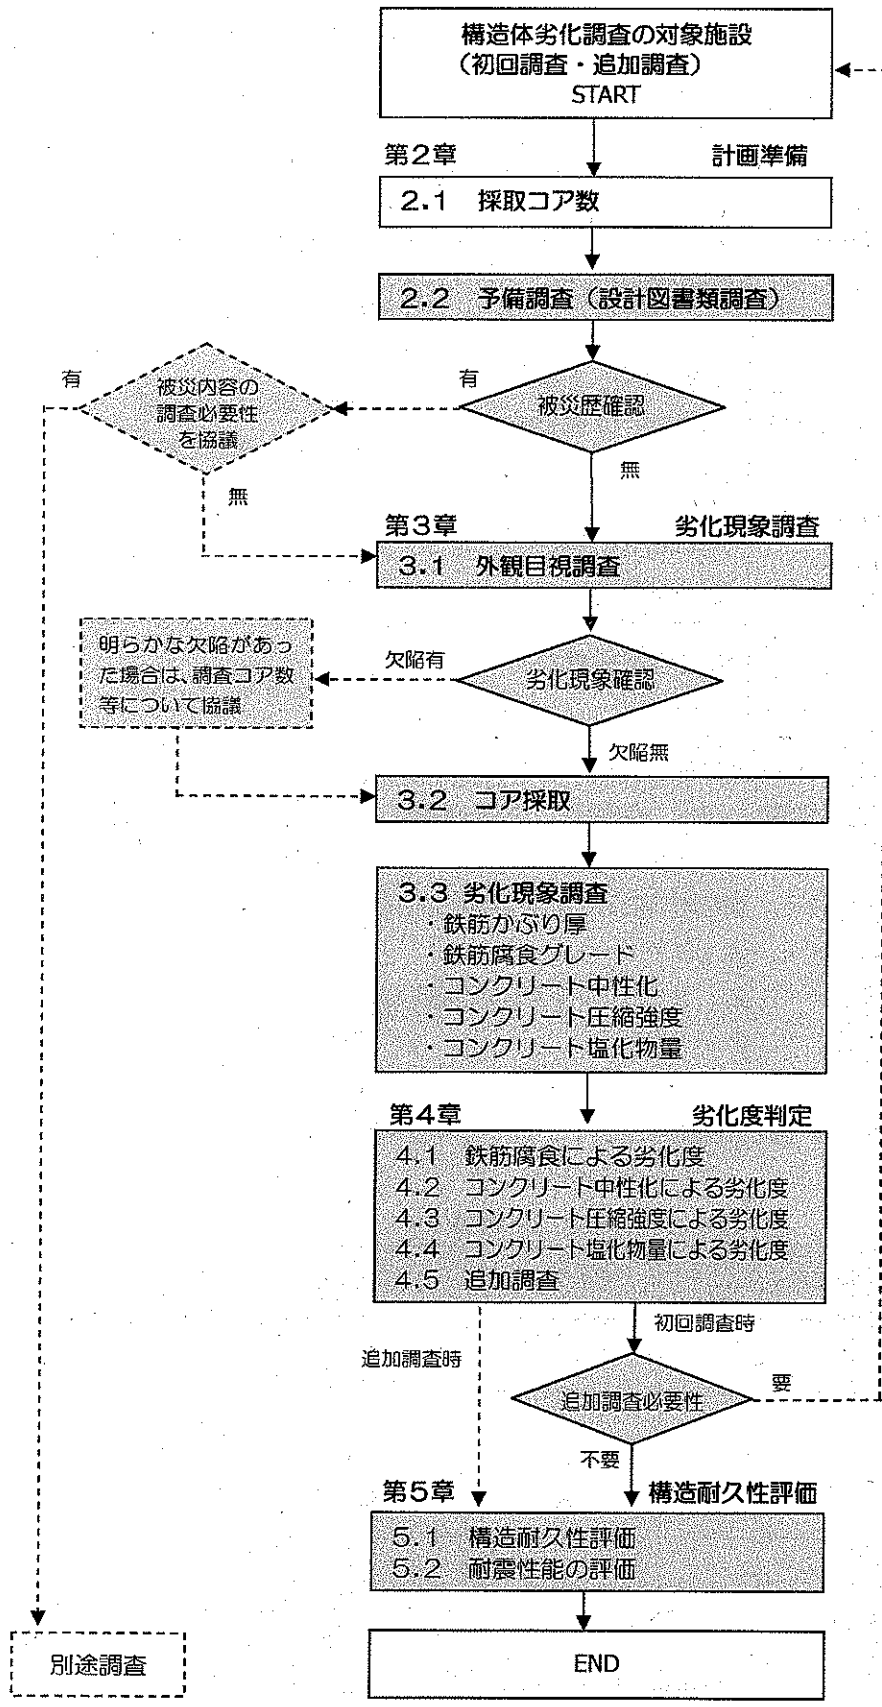 構造体劣化調査の対象施設
（初回調査・追加調査）
START
第2章 計画準備
2.1 採取コア数
2.2 予備調査（設計図書類調査）
有
被災内容の
調査必要性
を協議
有
被災歴確認
無
無
第3章 劣化現象調査
3.1 外観目視調査
明らかな欠陥があっ
た場合は、調査コア数
等について協議
欠陥有
劣化現象確認
欠陥無
3.2 コア採取
3.3 劣化現象調査
・鉄筋かぶり厚
・鉄筋腐食グレード
・コンクリート中性化
・コンクリート圧縮強度
・コンクリート塩化物量
第4章 劣化度判定
4.1 鉄筋腐食による劣化度
4.2 コンクリート中性化による劣化度
4.3 コンクリート圧縮強度による劣化度
4.4 コンクリート塩化物量による劣化度
4.5 追加調査
初回調査時
追加調査時
追加調査必要性
要
不要
第5章 構造耐久性評価
5.1 構造耐久性評価
5.2 耐震性能の評価
別途調査
END